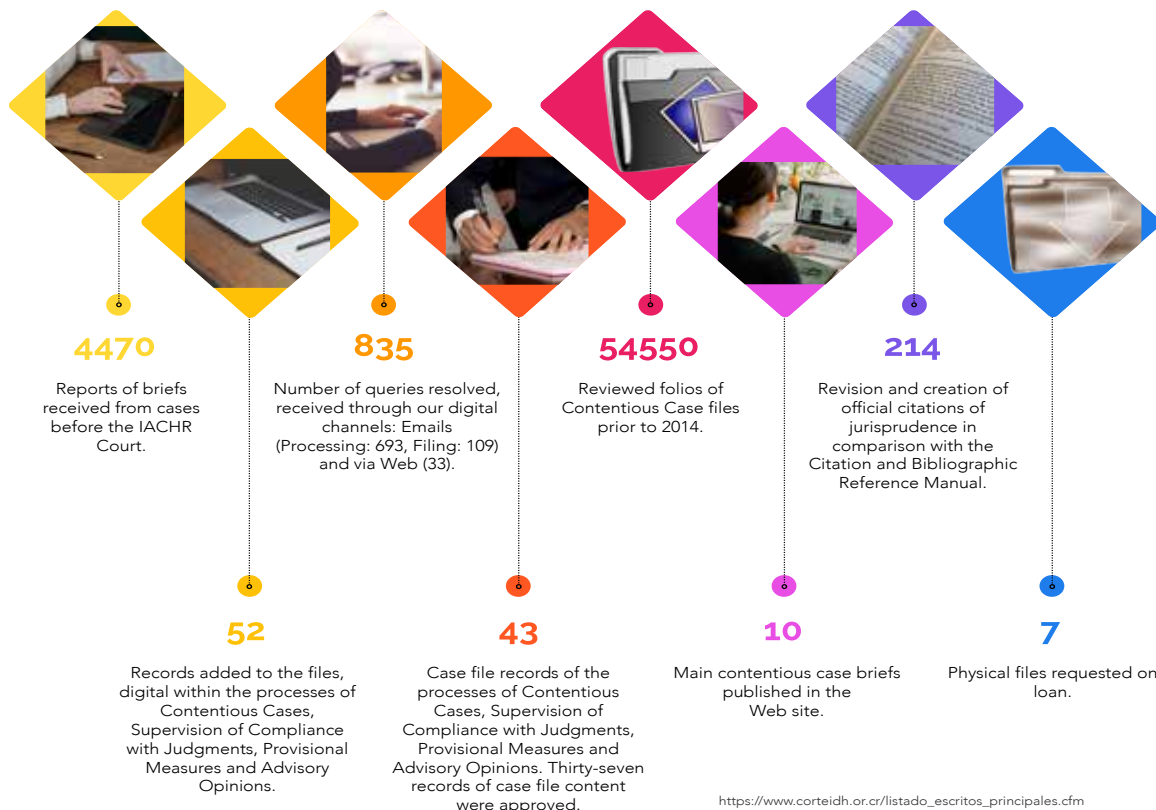 4470
Reports of briefs
received from cases
before the IACHR
Court.
835
Number of queries resolved,
received through our digital
channels: Emails
(Processing: 693, Filing: 109)
and via Web (33).
54550
Reviewed folios of
Contentious Case files
prior to 2014.
214
Revision and creation of
official citations of
jurisprudence in
comparison with the
Citation and Bibliographic
Reference Manual.
52
Records added to the files,
digital within the processes of
Contentious Cases,
Supervision of Compliance
with Judgments, Provisional
Measures and Advisory
Opinions.
43
Case file records of the
processes of Contentious
Cases, Supervision of
Compliance with Judgments,
Provisional Measures and
Advisory Opinions. Thirty-seven
records of case file content
were approved.
10
Main contentious case briefs
published in the
Web site.
7
Physical files requested on
loan.
https://www.corteidh.or.cr/listado_escritos_principales.cfm